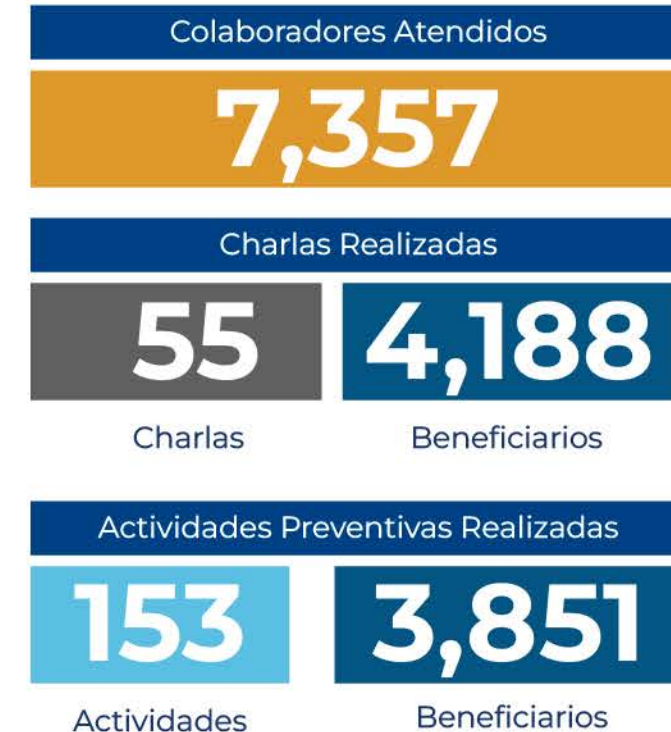 Colaboradores Atendidos
7,357
Charlas Realizadas
55 4,188
Charlas Beneficiarios
Actividades Preventivas Realizadas
153 3,851
Actividades Beneficiarios